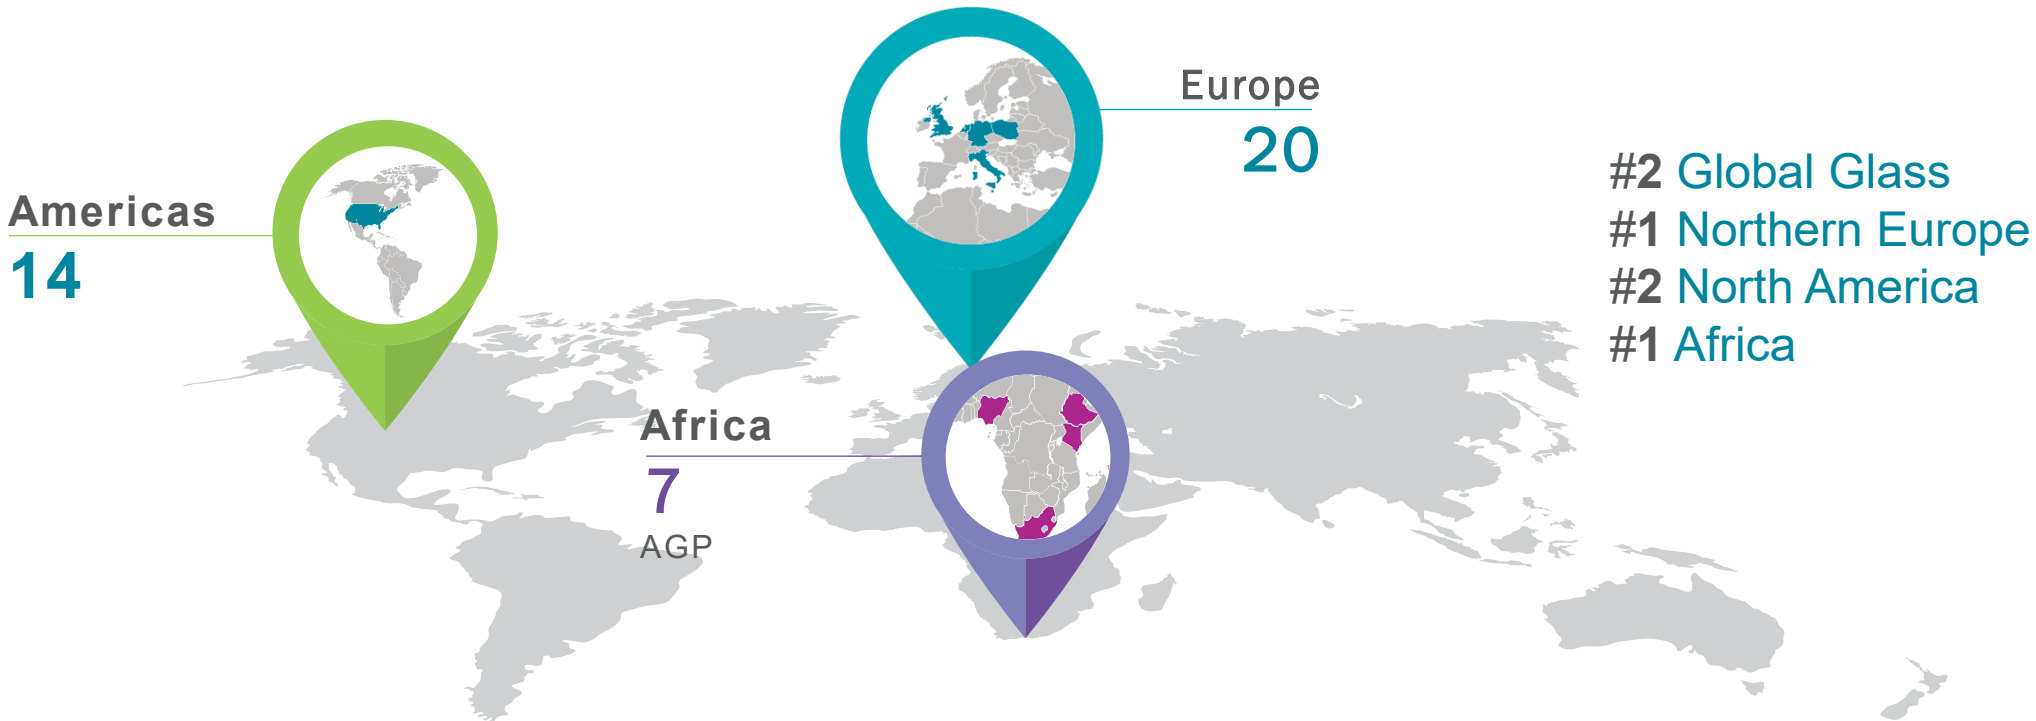 Americas
14
Europe
20
Africa
7
AGP
#2 Global Glass
#1 Northern Europe
#2 North America
#1 Africa